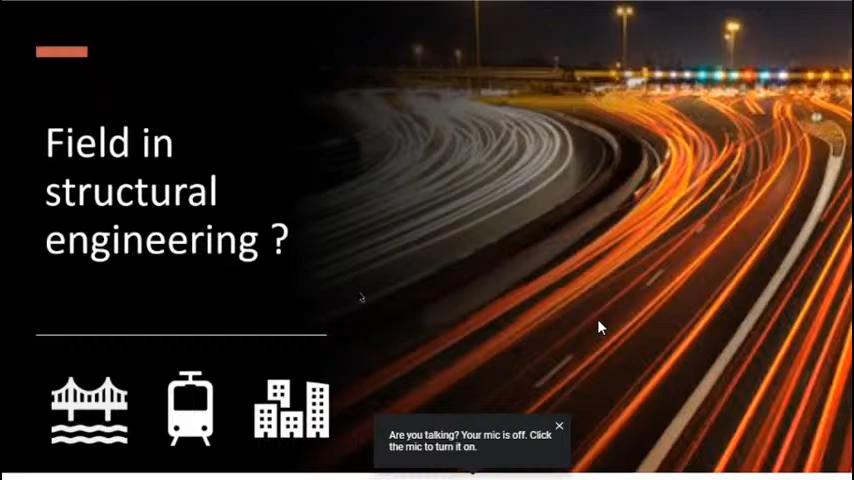 Field in
structural
engineering ?
Are you talking? Your mic is off. Click
the mic to turn it on.